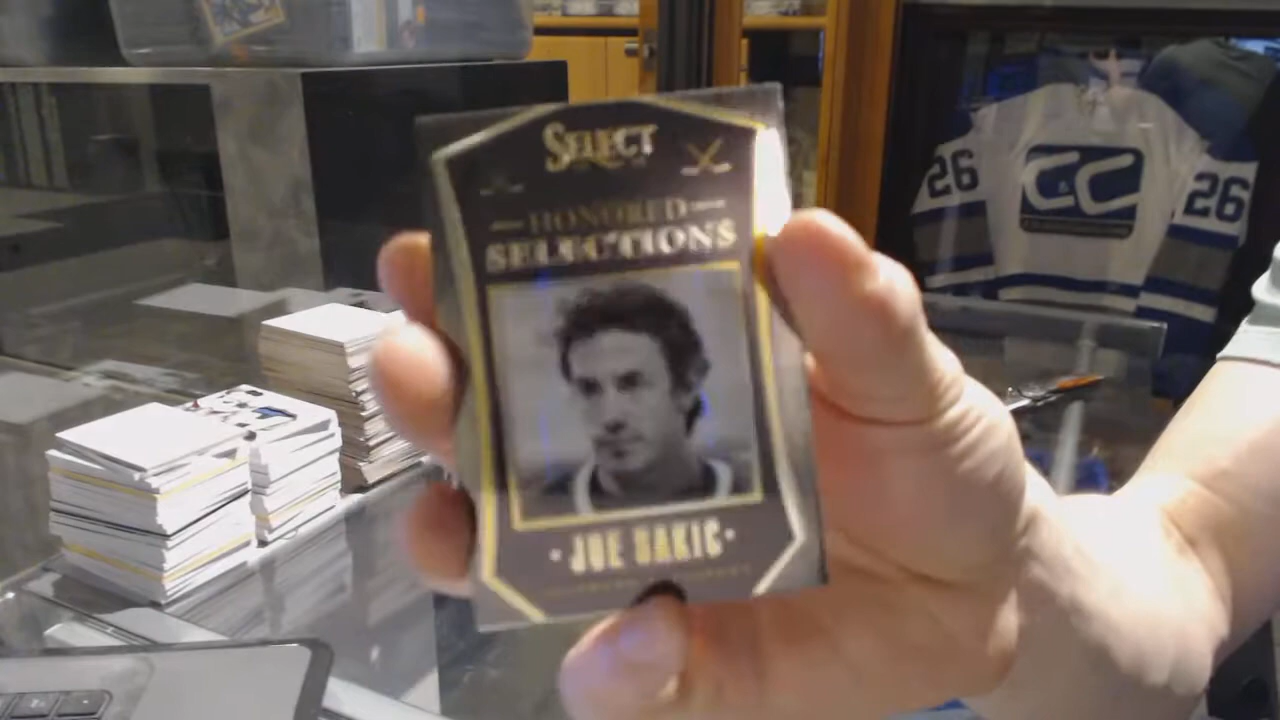 SELECT
HONORED
SELECTIONS
· JOE SAKIC ·
26
C&C
26